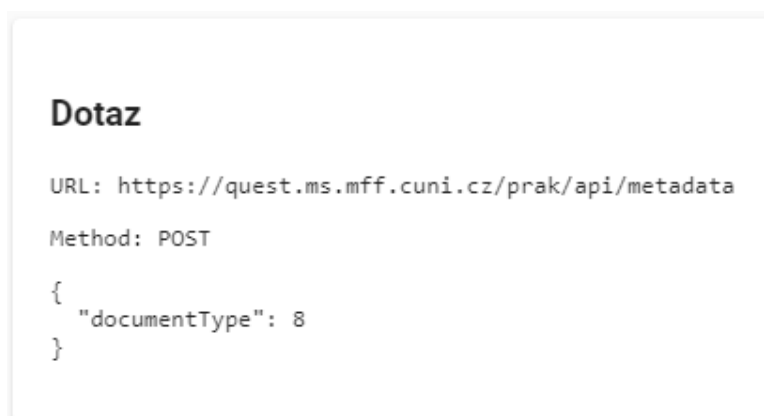 Dotaz
URL: https://quest.ms.mff.cuni.cz/prak/api/metadata
Method: POST
{
"documentType": 8
}